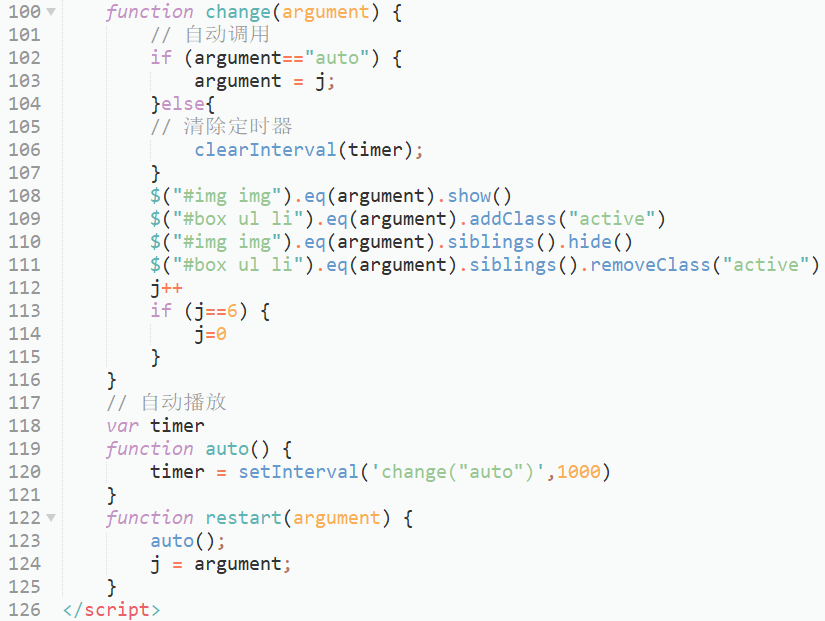 100 function change(argument) {
101 // 自动调用
102 if (argument=="auto") {
103 argument = j;
104 }else{
105 // 清除定时器
106 clearInterval(timer);
107 }
108 $("#img img").eq(argument).show()
109 $("#box ul li").eq(argument).addClass("active")
110 $("#img img").eq(argument).siblings().hide()
111 $("#box ul li").eq(argument).siblings().removeClass("active")
112 j++
113 if (j==6) {
114 j=0
115 }
116 }
117 // 自动播放
118 var timer
119 function auto() {
120 timer = setInterval('change("auto")',1000)
121 }
122 function restart(argument) {
123 auto();
124 j = argument;
125 }
126 </script>